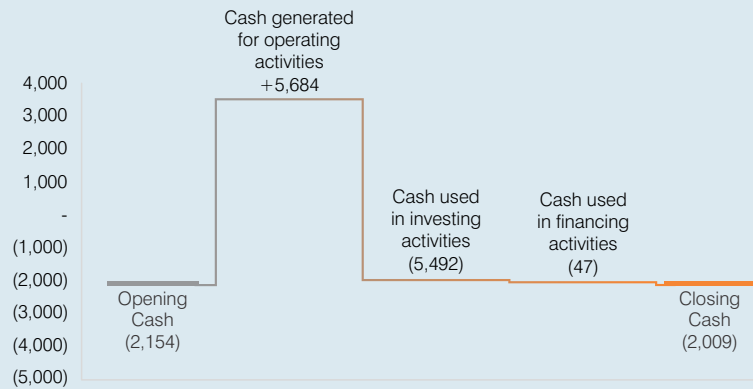 Cash generated
for operating
activities
+5,684
4,000
3,000
2,000
1,000
-
(1,000)
(2,000)
(3,000)
(4,000)
(5,000)
Cash used
in investing
activities
(5,492)
Cash used
in financing
activities
(47)
Opening
Cash
(2,154)
Closing
Cash
(2,009)